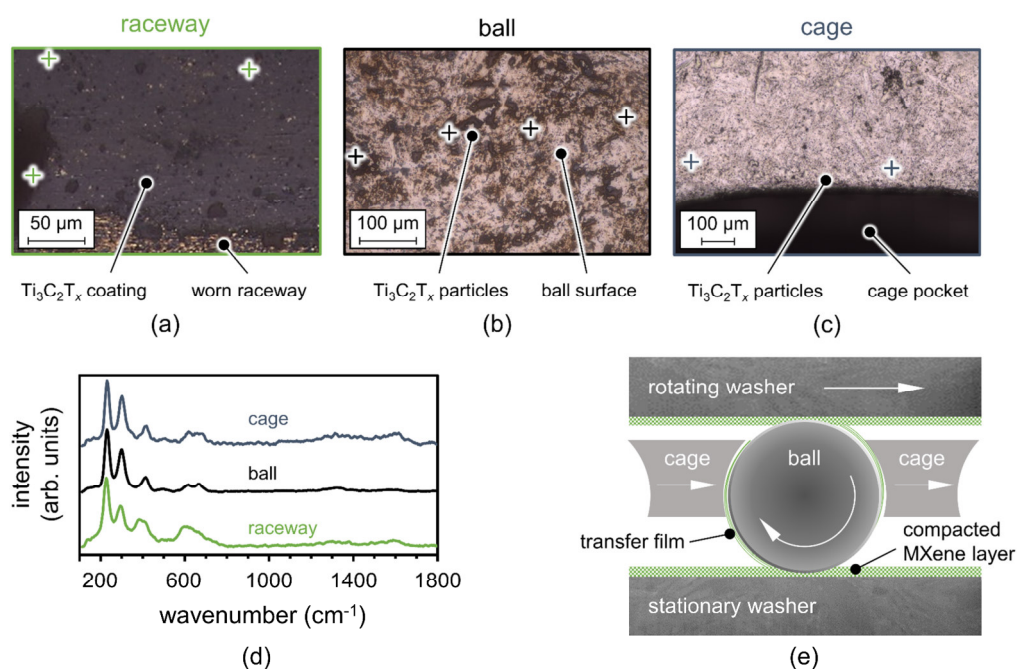 raceway
ball
cage
50 µm
100 µm
100 µm
Ti₃C₂Tₓ coating
worn raceway
Ti₃C₂Tₓ particles
ball surface
Ti₃C₂Tₓ particles
cage pocket
(a)
(b)
(c)
intensity
(arb. units)
cage
ball
raceway
200 600 1000 1400 1800
wavenumber (cm⁻¹)
(d)
rotating washer
cage
ball
cage
transfer film
compacted
MXene layer
stationary washer
(e)